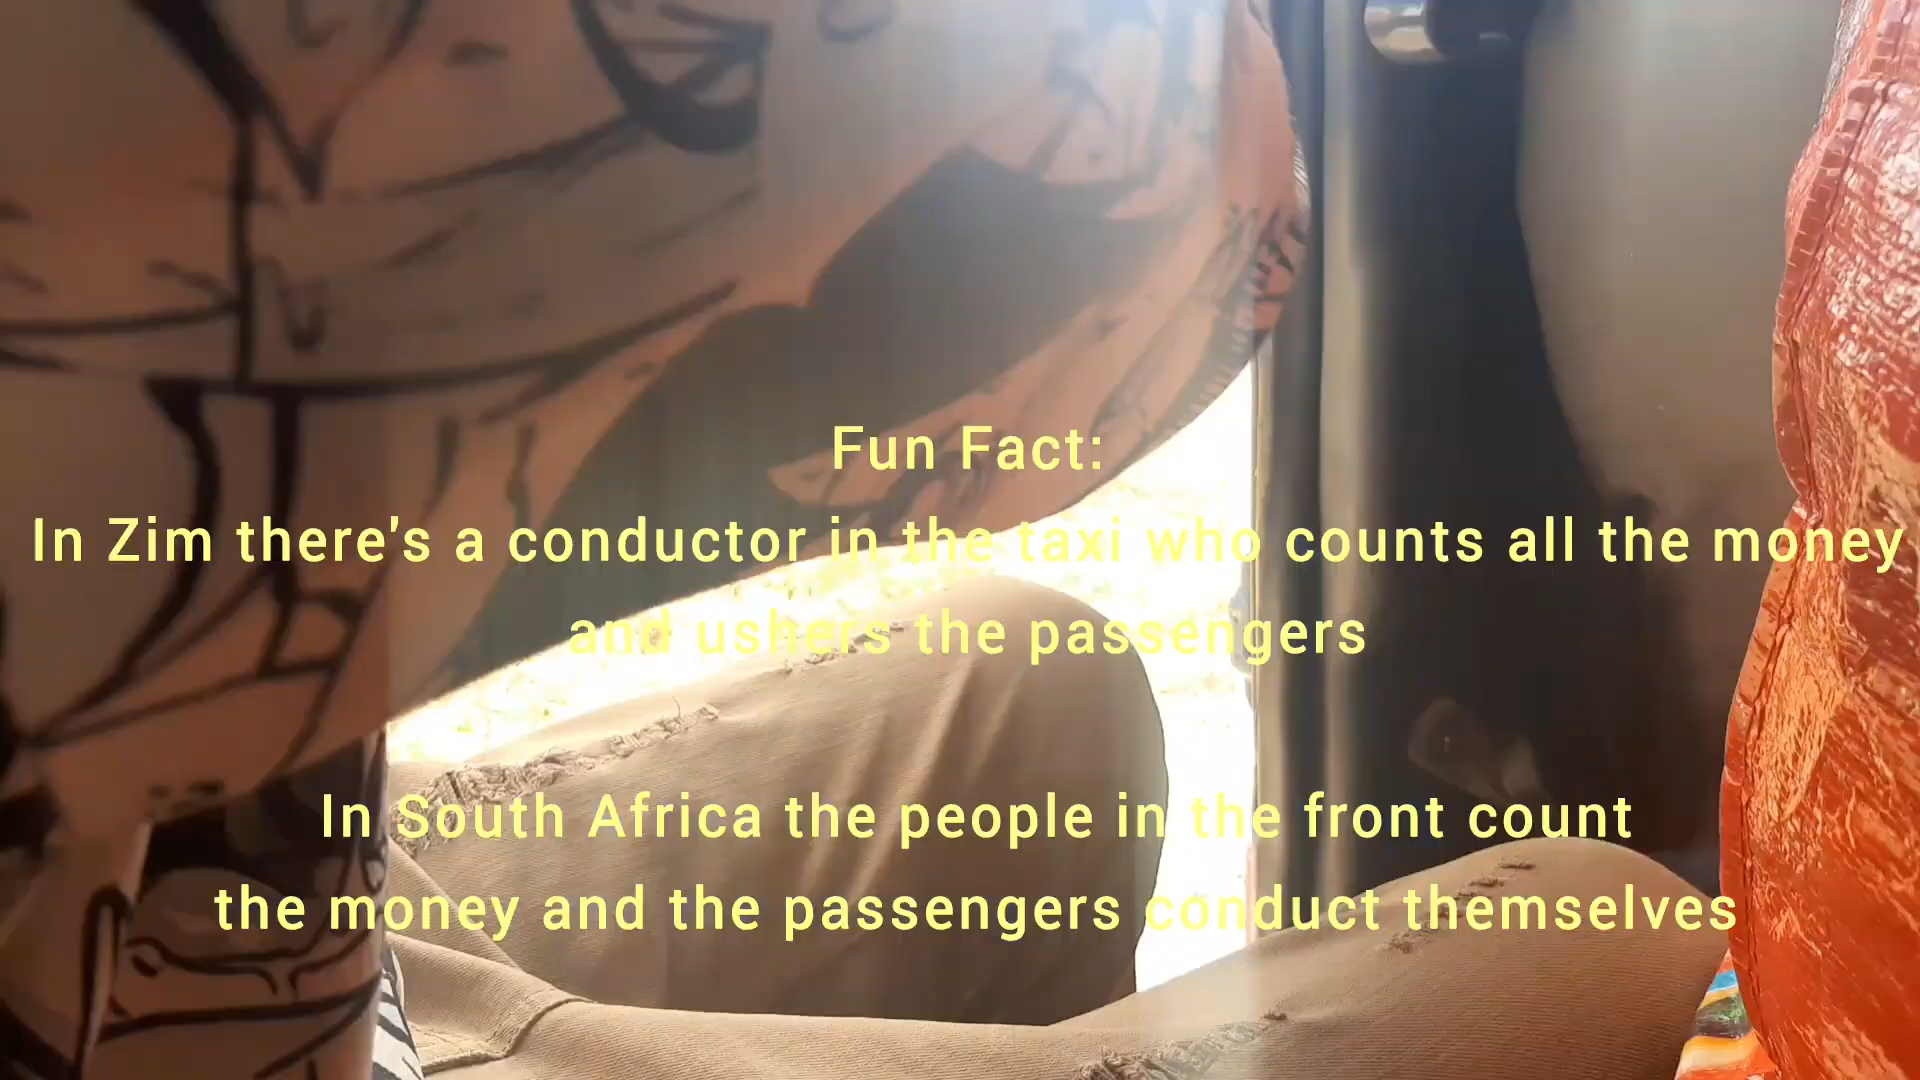 Fun Fact:
In Zim there's a conductor in the taxi who counts all the money
and ushers the passengers
In South Africa the people in the front count
the money and the passengers conduct themselves